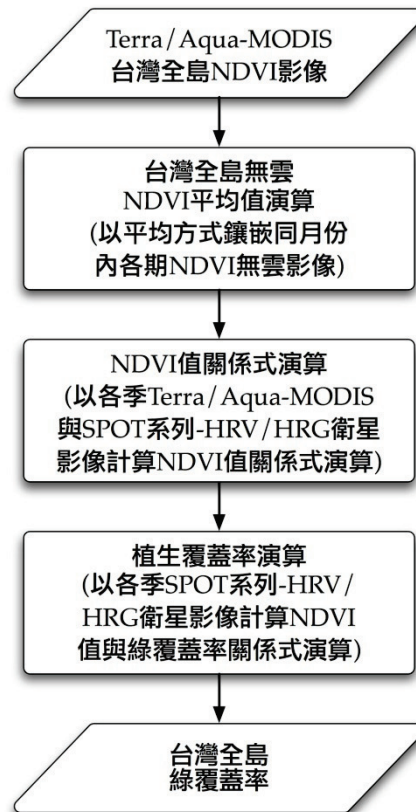 Terra/Aqua-MODIS
台灣全島NDVI影像
台灣全島無雲
NDVI平均值演算
(以平均方式鑲嵌同月份
內各期NDVI無雲影像)
NDVI值關係式演算
(以各季Terra/Aqua-MODIS
與SPOT系列-HRV/HRG衛星
影像計算NDVI值關係式演算)
植生覆蓋率演算
(以各季SPOT系列-HRV/
HRG衛星影像計算NDVI
值與綠覆蓋率關係式演算)
台灣全島
綠覆蓋率